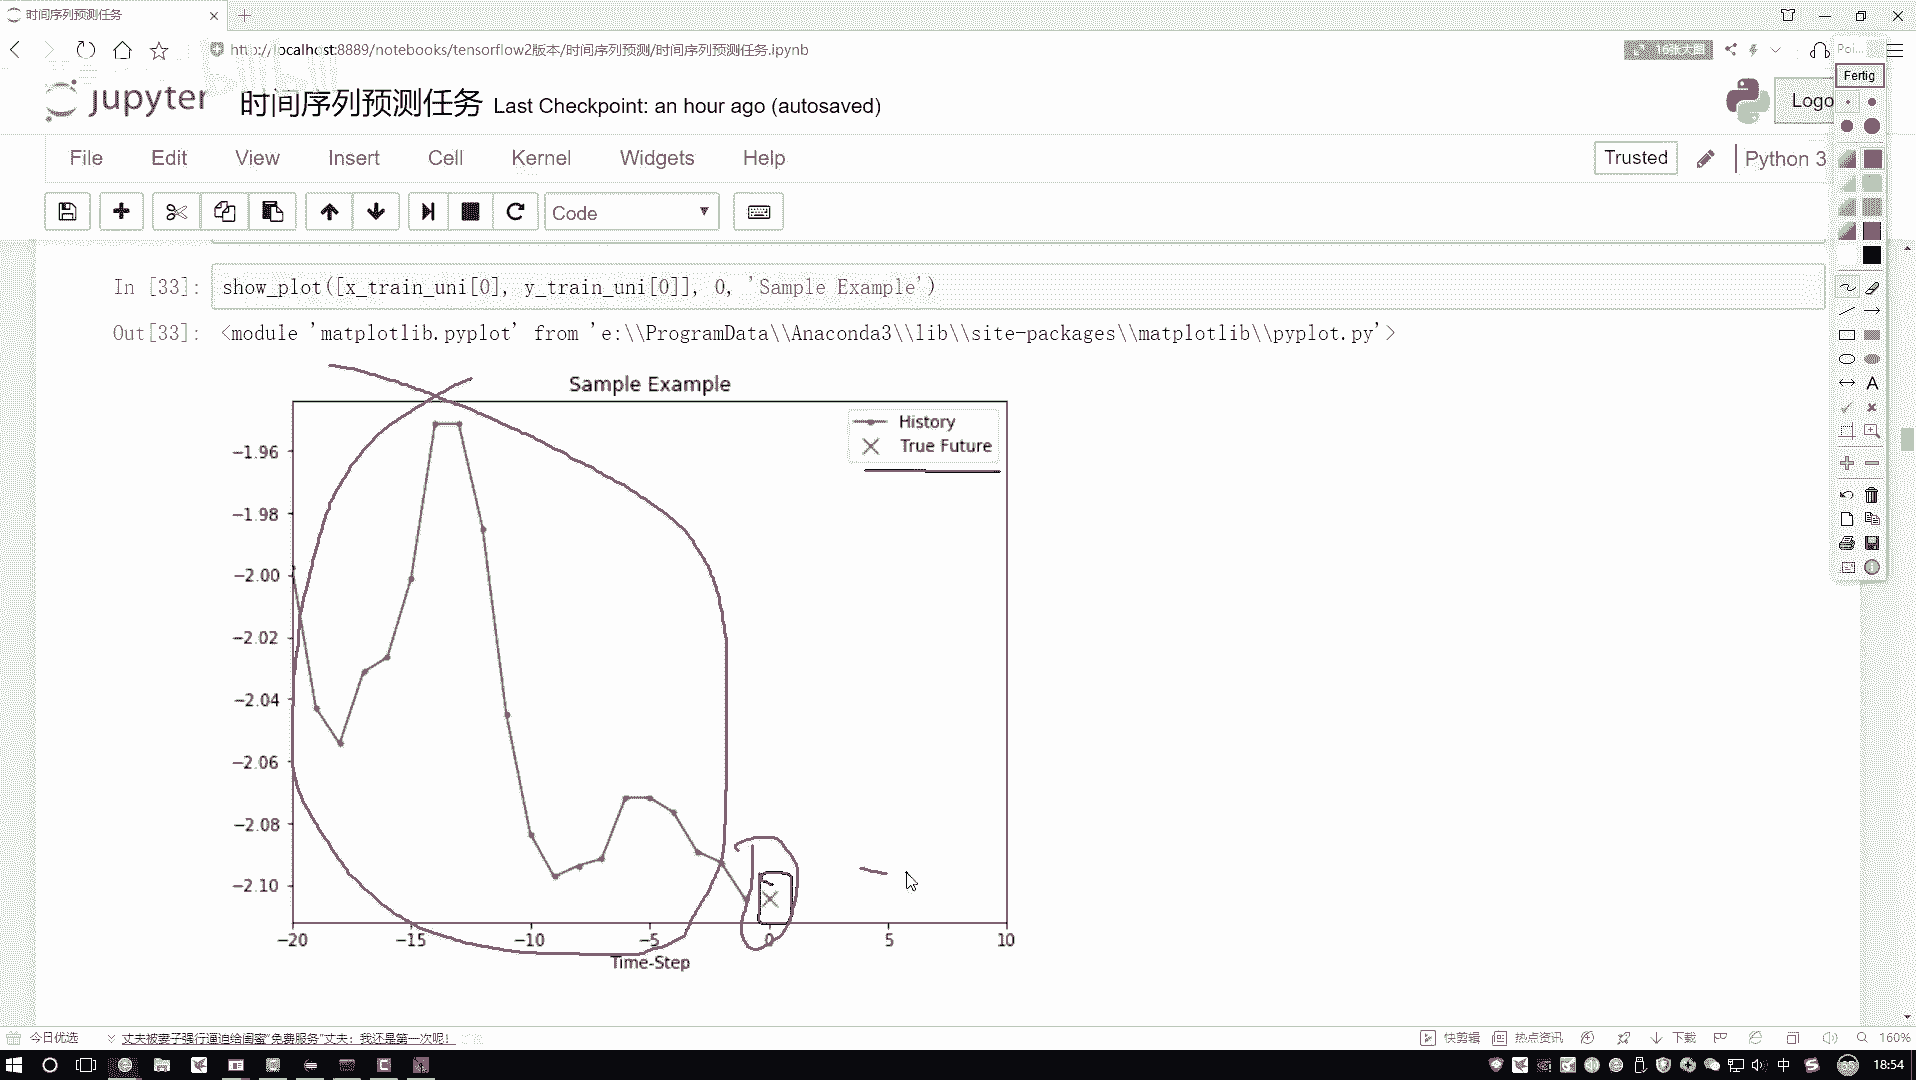 时间序列预测任务
http://localhost:8889/notebooks/tensorflow2版本/时间序列预测/时间序列预测任务.ipynb
Poi...
Fertig
jupyter 时间序列预测任务 Last Checkpoint: an hour ago (autosaved)
Logo
File Edit View Insert Cell Kernel Widgets Help
Trusted
Python 3
Code
In [33]: show_plot([x_train_uni[0], y_train_uni[0]], 0, 'Sample Example')
Out[33]: <module 'matplotlib.pyplot' from 'e:\\ProgramData\\Anaconda3\\lib\\site-packages\\matplotlib\\pyplot.py'>
Sample Example
History
True Future
−1.96
−1.98
−2.00
−2.02
−2.04
−2.06
−2.08
−2.10
−20 −15 −10 −5 0 5 10
Time-Step
今日优选 丈夫被妻子强行逼迫给闺蜜"免费服务"丈夫：我还是第一次呢！
快剪辑 热点资讯 下载 160%
中 18:54